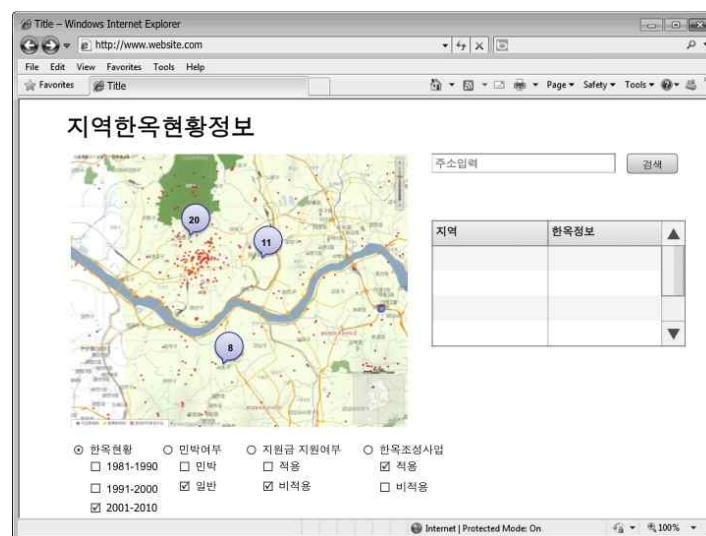 Title – Windows Internet Explorer
http://www.website.com
File Edit View Favorites Tools Help
Favorites Title Page Safety Tools
지역한옥현황정보
주소입력 검색
지역 한옥정보
20
11
8
한옥현황 민박여부 지원금 지원여부 한옥조성사업
1981-1990 민박 적용 적용
1991-2000 일반 비적용 비적용
2001-2010
Internet | Protected Mode: On 100%